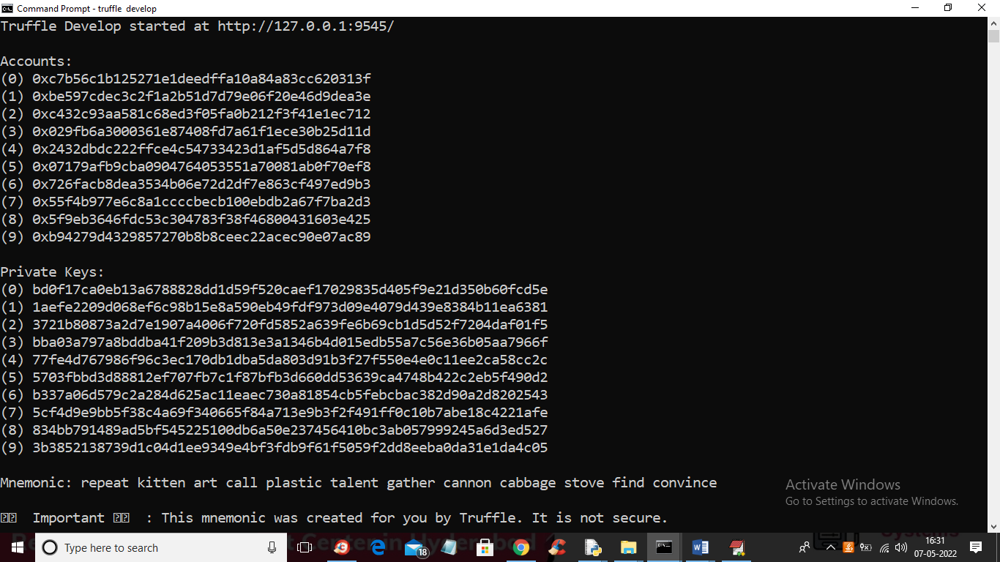 Command Prompt - truffle  develop
Truffle Develop started at http://127.0.0.1:9545/
Accounts:
(0) 0xc7b56c1b125271e1deedffa10a84a83cc620313f
(1) 0xbe597cdec3c2f1a2b51d7d79e06f20e46d9dea3e
(2) 0xc432c93aa581c68ed3f05fa0b212f3f41e1ec712
(3) 0x029fb6a3000361e87408fd7a61f1ece30b25d11d
(4) 0x2432dbdc222ffce4c54733423d1af5d5d864a7f8
(5) 0x07179afb9cba0904764053551a70081ab0f70ef8
(6) 0x726facb8dea3534b06e72d2df7e863cf497ed9b3
(7) 0x55f4b977e6c8a1ccccbecb100ebdb2a67f7ba2d3
(8) 0x5f9eb3646fdc53c304783f38f46800431603e425
(9) 0xb94279d4329857270b8b8ceec22acec90e07ac89
Private Keys:
(0) bd0f17ca0eb13a6788828dd1d59f520caef17029835d405f9e21d350b60fcd5e
(1) 1aefe2209d068ef6c98b15e8a590eb49fdf973d09e4079d439e8384b11ea6381
(2) 3721b80873a2d7e1907a4006f720fd5852a639fe6b69cb1d5d52f7204daf01f5
(3) bba03a797a8bddba41f209b3d813e3a1346b4d015edb55a7c56e36b05aa7966f
(4) 77fe4d767986f96c3ec170db1dba5da803d91b3f27f550e4e0c11ee2ca58cc2c
(5) 5703fbbd3d88812ef707fb7c1f87bfb3d660dd53639ca4748b422c2eb5f490d2
(6) b337a06d579c2a284d625ac11eaec730a81854cb5febcbac382d90a2d8202543
(7) 5cf4d9e9bb5f38c4a69f340665f84a713e9b3f2f491ff0c10b7abe18c4221afe
(8) 834bb791489ad5bf545225100db6a50e237456410bc3ab057999245a6d3ed527
(9) 3b3852138739d1c04d1ee9349e4bf3fdb9f61f5059f2dd8eeba0da31e1da4c05
Mnemonic: repeat kitten art call plastic talent gather cannon cabbage stove find convince
Activate Windows
Go to Settings to activate Windows.
Important : This mnemonic was created for you by Truffle. It is not secure.
Type here to search
18
16:31
07-05-2022